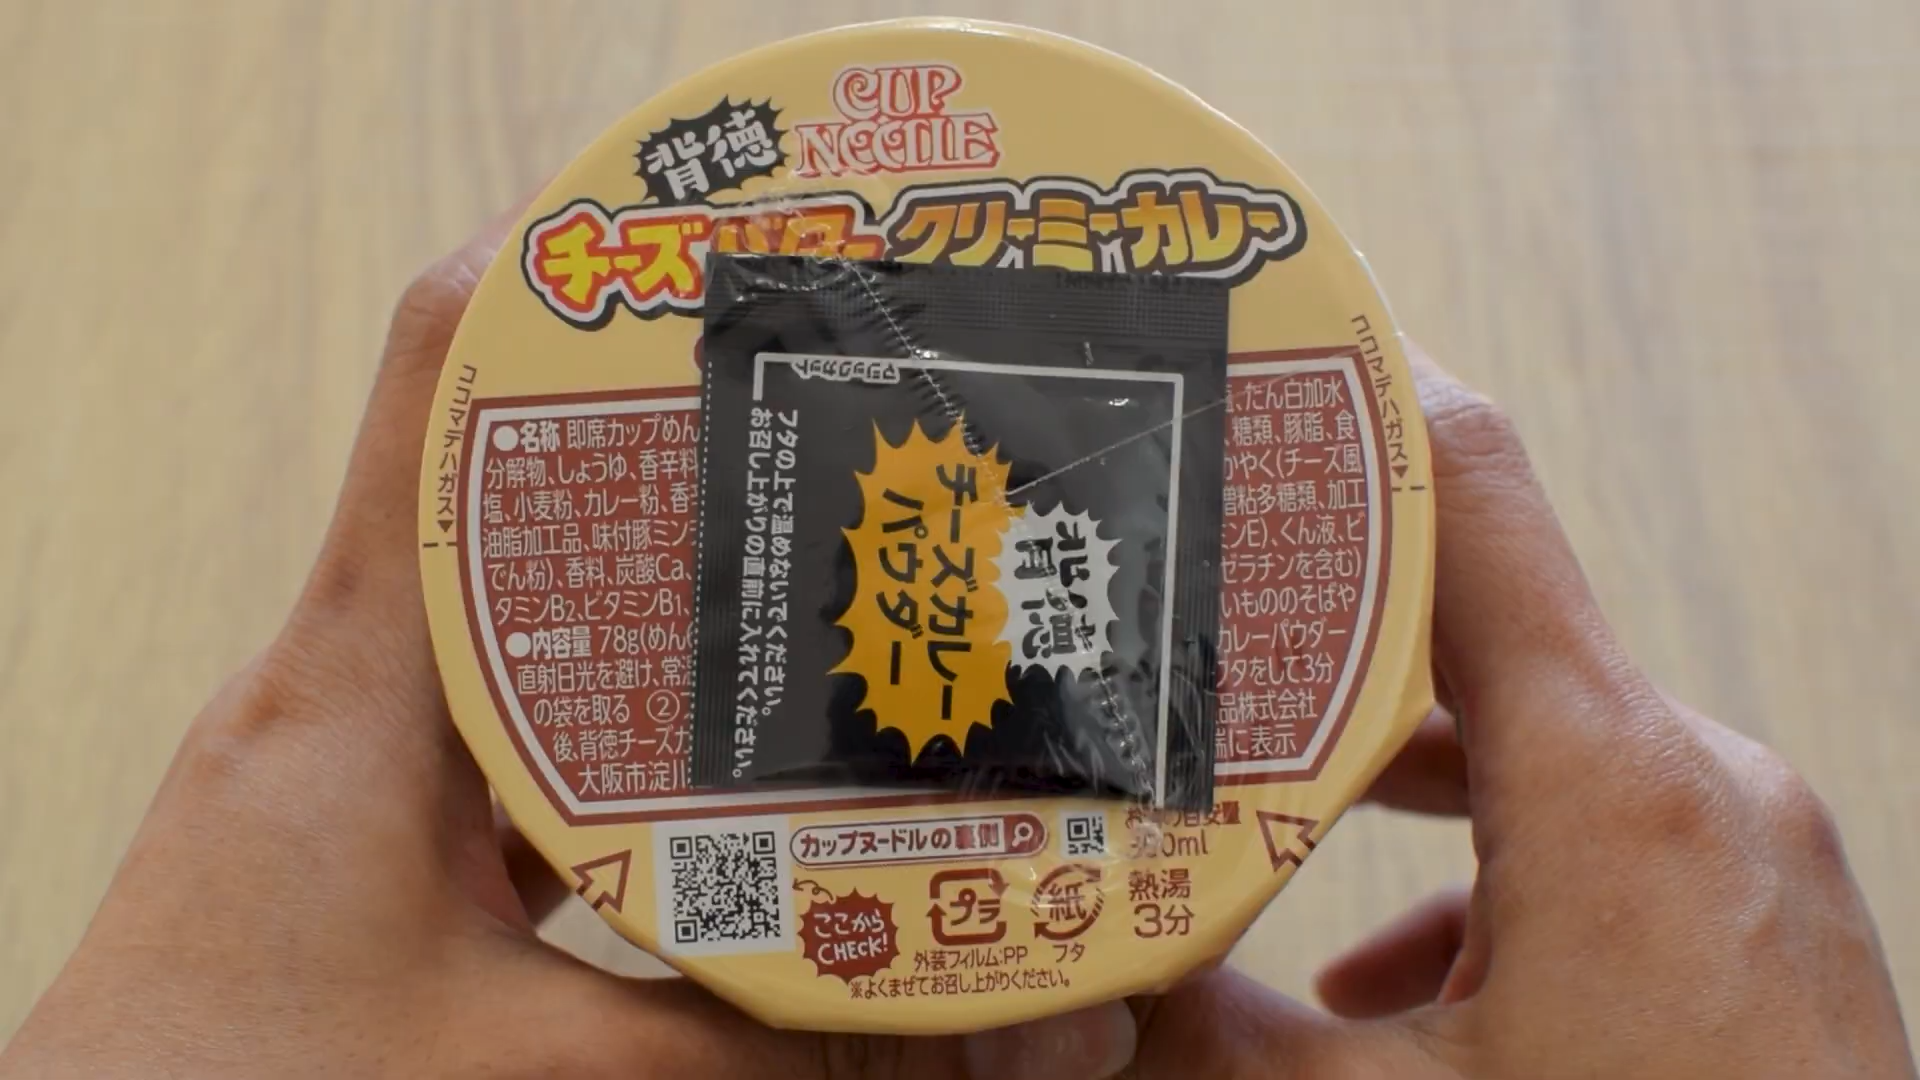 CUP
NOODLE
背徳
チーズ
クリーミーカレー
ココマデハガス▼
ココマデハガス▼
マジックカット
フタの上で温めないでください。
お召し上がりの直前に入れてください。
背徳
チーズカレー
パウダー
●名称 即席カップめん
分解物、しょうゆ、香辛料
塩、小麦粉、カレー粉、香辛
油脂加工品、味付豚ミンチ
でん粉)、香料、炭酸Ca、
タミンB2、ビタミンB1、
●内容量 78g(めん
直射日光を避け、常温
の袋を取る ②
後、背徳チーズカ
大阪市淀川
、たん白加水
、糖類、豚脂、食
かやく(チーズ風
増粘多糖類、加工
ミンE)、くん液、ビ
ゼラチンを含む)
いもののそばや
カレーパウダー
フタをして3分
品株式会社
端に表示
カップヌードルの裏側
お湯の目安量
300ml
熱湯
3分
ここから
CHECK!
プラ
紙
外装フィルム:PP フタ
※よくまぜてお召し上がりください。